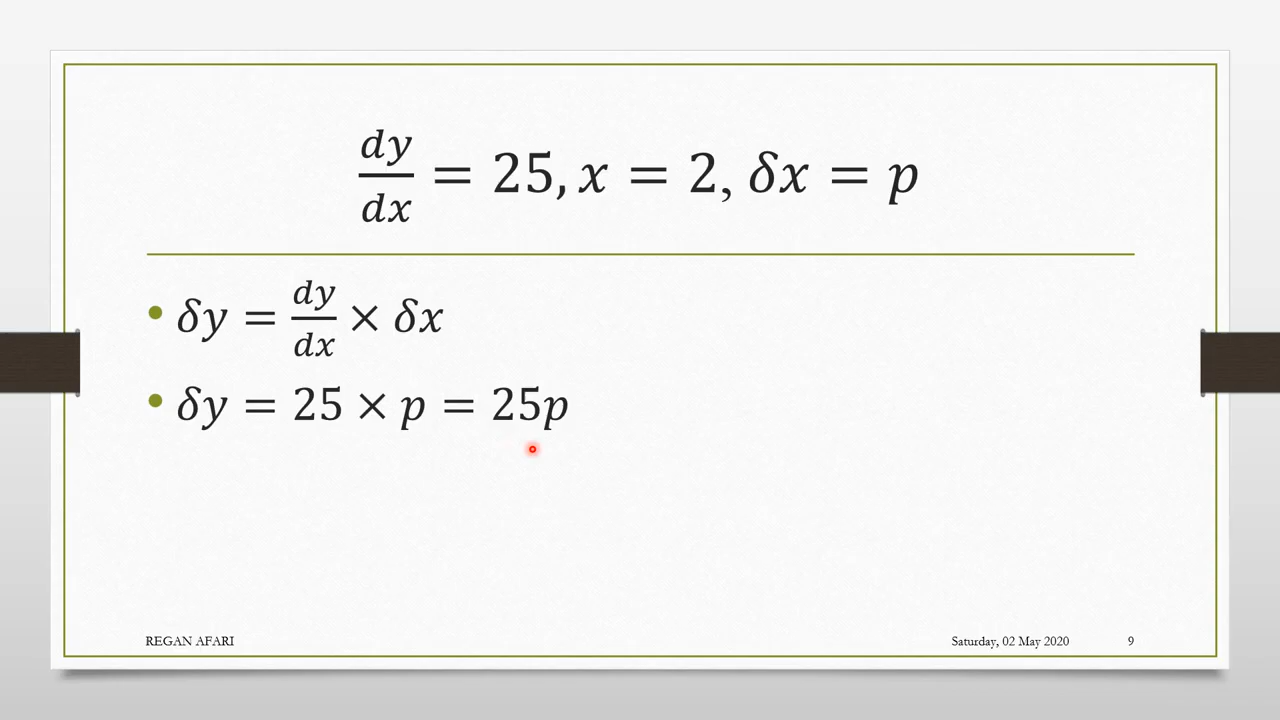 dy/dx = 25, x = 2, δx = p
• δy = dy/dx × δx
• δy = 25 × p = 25p
REGAN AFARI Saturday, 02 May 2020 9